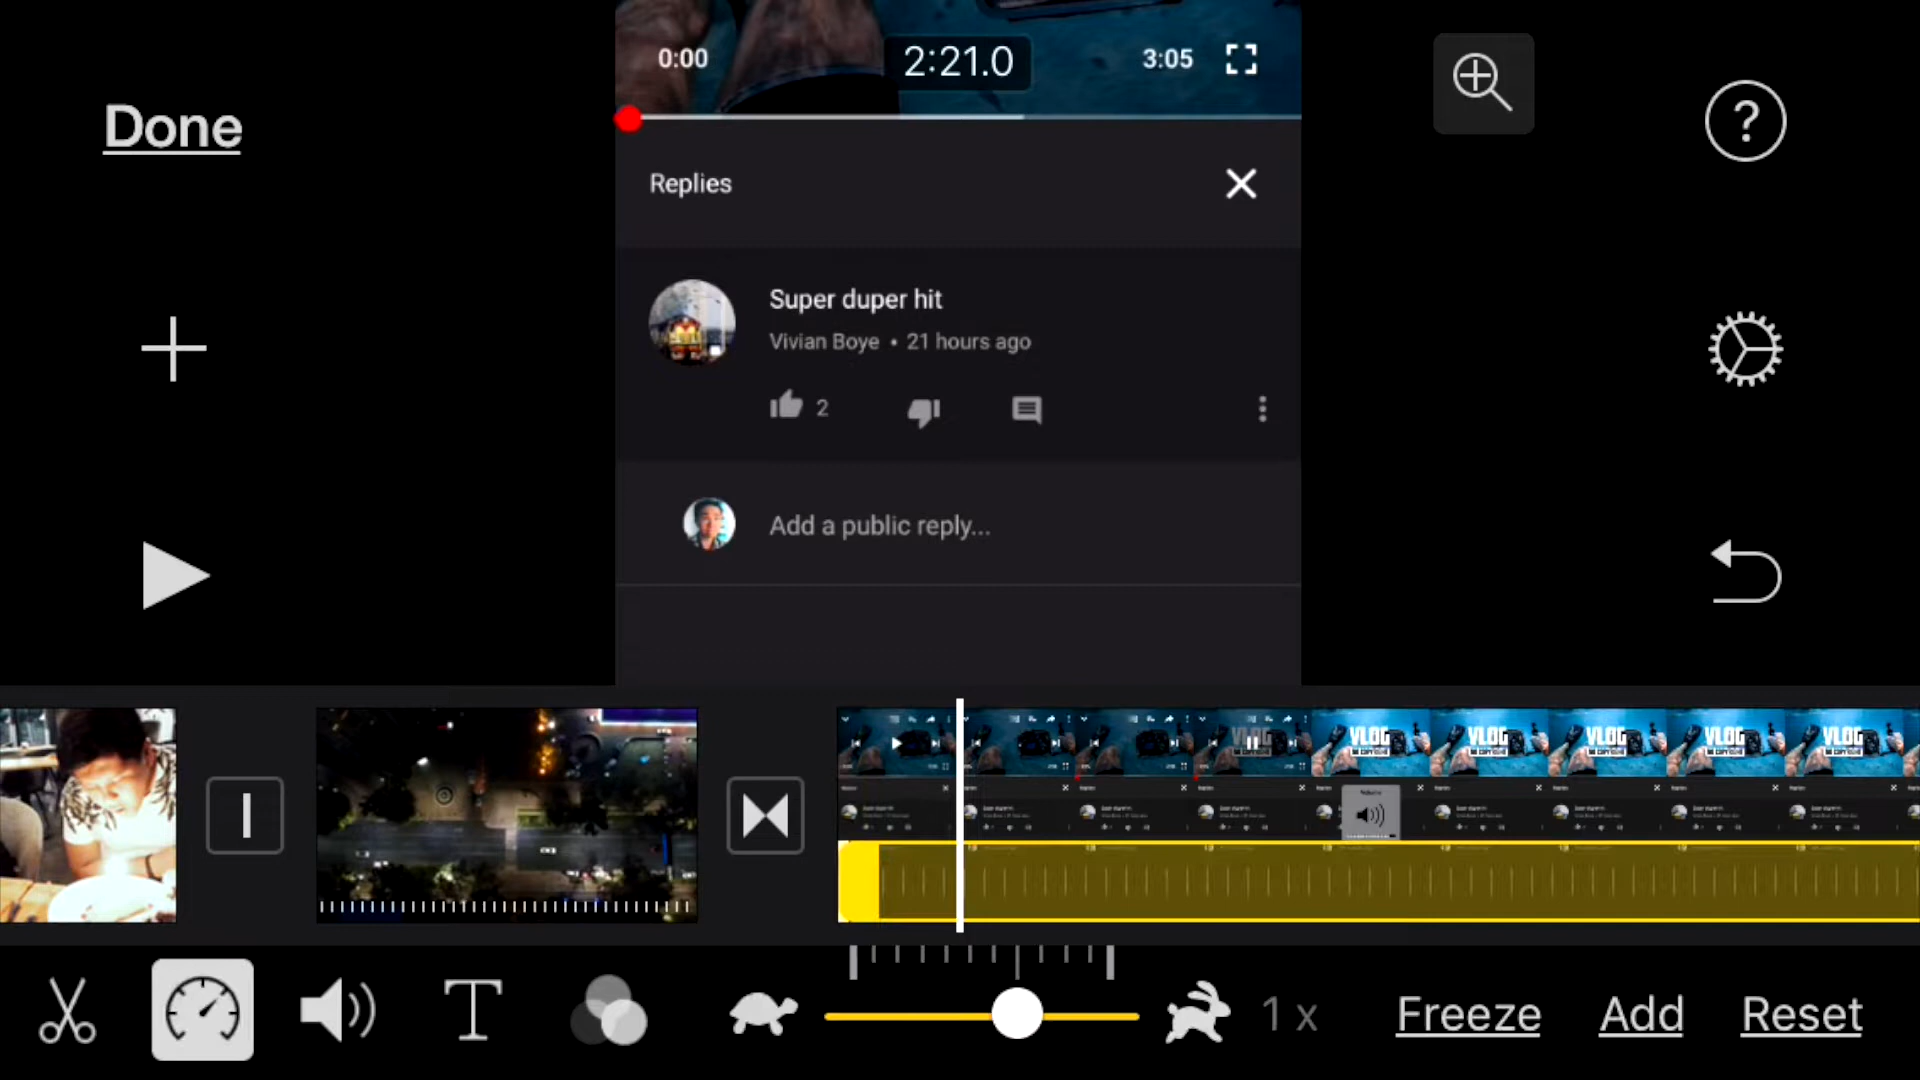 0:00
2:21.0
3:05
Done
?
Replies
Super duper hit
Vivian Boye • 21 hours ago
2
Add a public reply...
VLOG
VLOG
VLOG
VLOG
VLOG
T
1 x
Freeze
Add
Reset